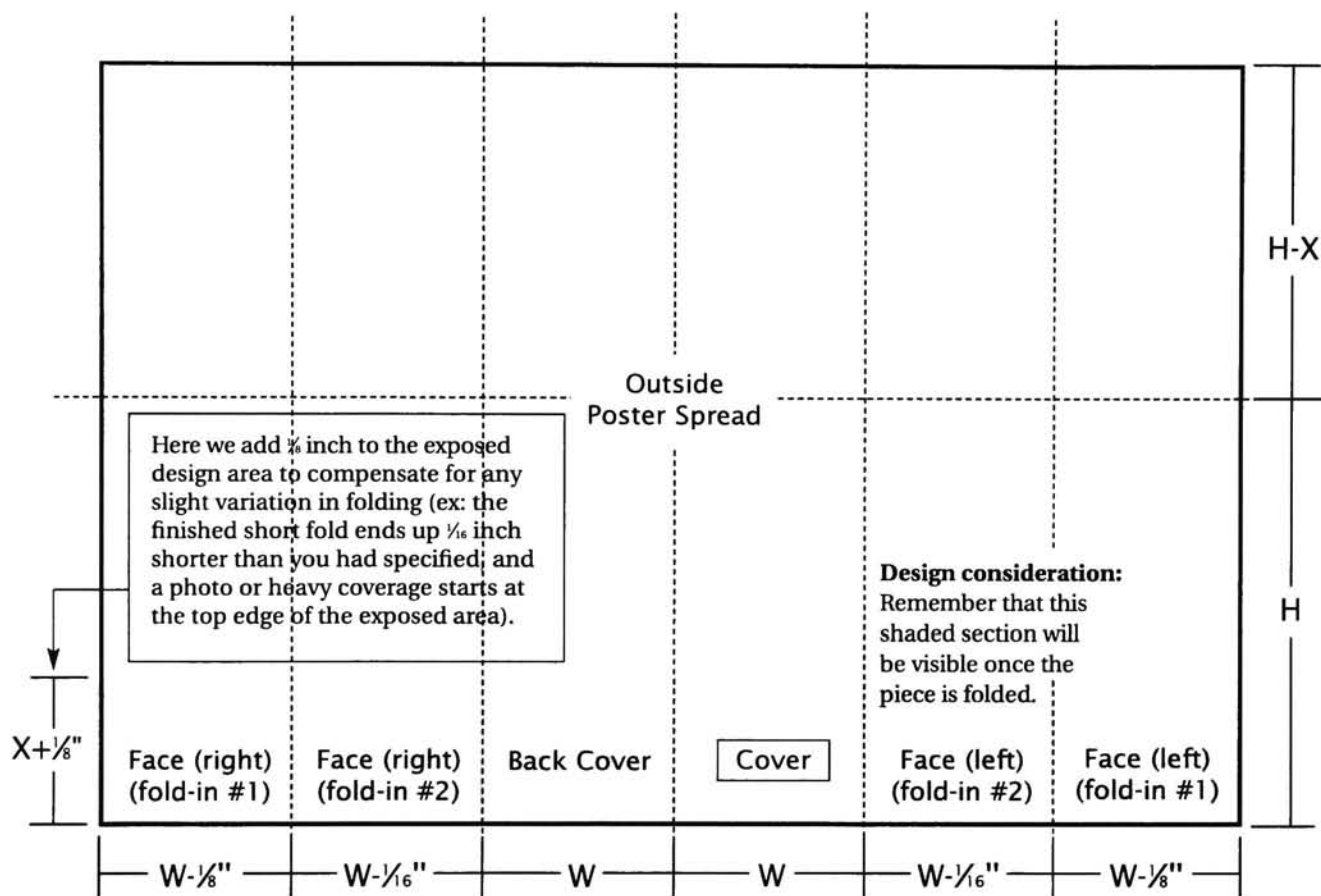 H-X
Outside
Poster Spread
Here we add ⅛ inch to the exposed
design area to compensate for any
slight variation in folding (ex: the
finished short fold ends up 1⁄16 inch
shorter than you had specified, and
a photo or heavy coverage starts at
the top edge of the exposed area).
Design consideration:
Remember that this
shaded section will
be visible once the
piece is folded.
H
X+⅛"
Face (right)
(fold-in #1)
Face (right)
(fold-in #2)
Back Cover
Cover
Face (left)
(fold-in #2)
Face (left)
(fold-in #1)
W-⅛"
W-1⁄16"
W
W
W-1⁄16"
W-⅛"